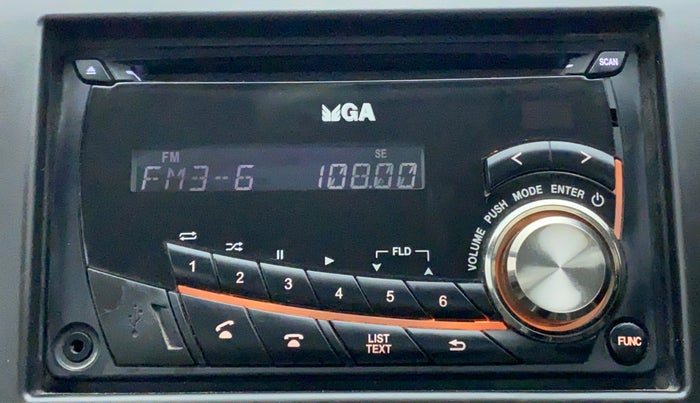 SCAN
MGA
FM
SE
FM3--6 108.00
VOLUME PUSH MODE ENTER
FLD
1 2 3 4 5 6
LIST
TEXT
FUNC